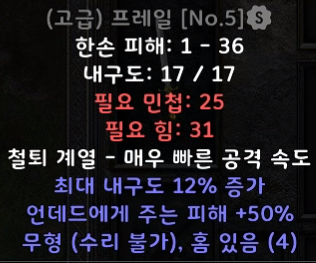 (고급) 프레일 [No.5] S
한손 피해: 1 - 36
내구도: 17 / 17
필요 민첩: 25
필요 힘: 31
철퇴 계열 - 매우 빠른 공격 속도
최대 내구도 12% 증가
언데드에게 주는 피해 +50%
무형 (수리 불가), 홈 있음 (4)